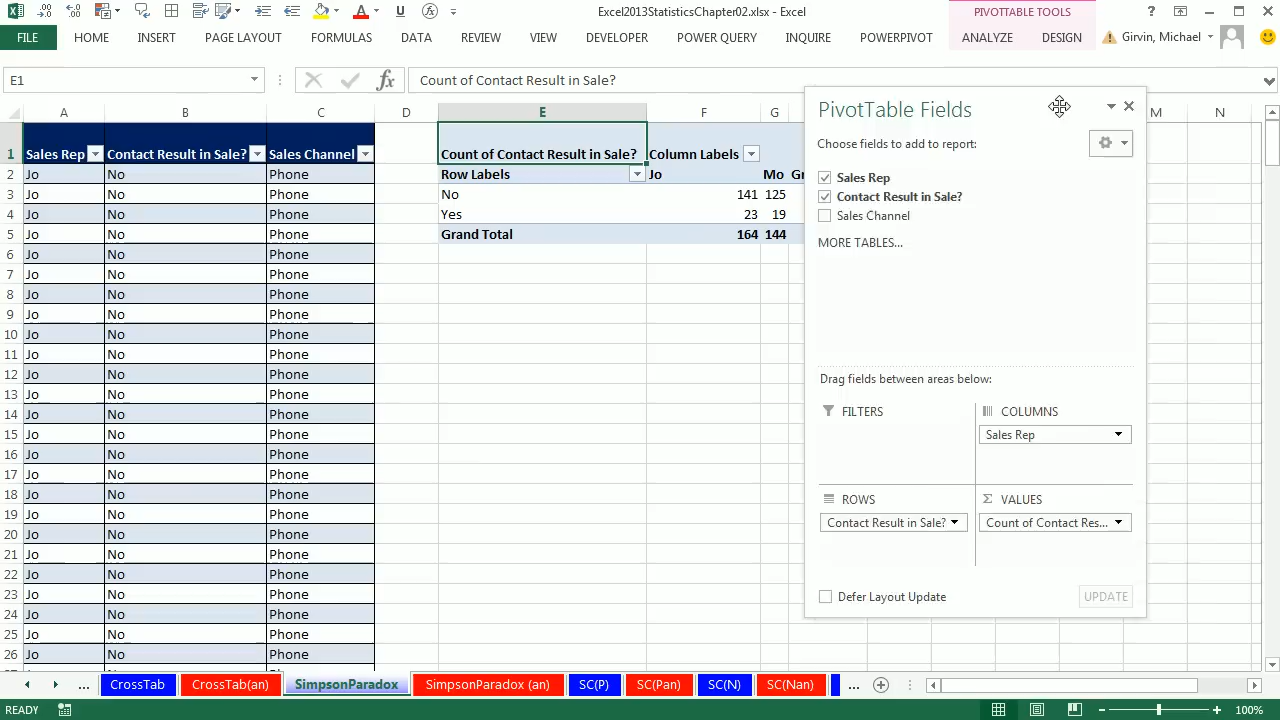 Excel2013StatisticsChapter02.xlsx - Excel
PIVOTTABLE TOOLS
FILE HOME INSERT PAGE LAYOUT FORMULAS DATA REVIEW VIEW DEVELOPER POWER QUERY INQUIRE POWERPIVOT ANALYZE DESIGN Girvin, Michael
E1 fx Count of Contact Result in Sale?
A B C D E F G M N
1 Sales Rep Contact Result in Sale? Sales Channel Count of Contact Result in Sale? Column Labels
2 Jo No Phone Row Labels Jo Mo Gr
3 Jo No Phone No 141 125
4 Jo No Phone Yes 23 19
5 Jo No Phone Grand Total 164 144
6 Jo No Phone
7 Jo No Phone
8 Jo No Phone
9 Jo No Phone
10 Jo No Phone
11 Jo No Phone
12 Jo No Phone
13 Jo No Phone
14 Jo No Phone
15 Jo No Phone
16 Jo No Phone
17 Jo No Phone
18 Jo No Phone
19 Jo No Phone
20 Jo No Phone
21 Jo No Phone
22 Jo No Phone
23 Jo No Phone
24 Jo No Phone
25 Jo No Phone
26 Jo No Phone
PivotTable Fields
Choose fields to add to report:
Sales Rep
Contact Result in Sale?
Sales Channel
MORE TABLES...
Drag fields between areas below:
FILTERS
COLUMNS
Sales Rep
ROWS
Contact Result in Sale?
VALUES
Count of Contact Res...
Defer Layout Update
UPDATE
... CrossTab CrossTab(an) SimpsonParadox SimpsonParadox (an) SC(P) SC(Pan) SC(N) SC(Nan) ...
READY 100%